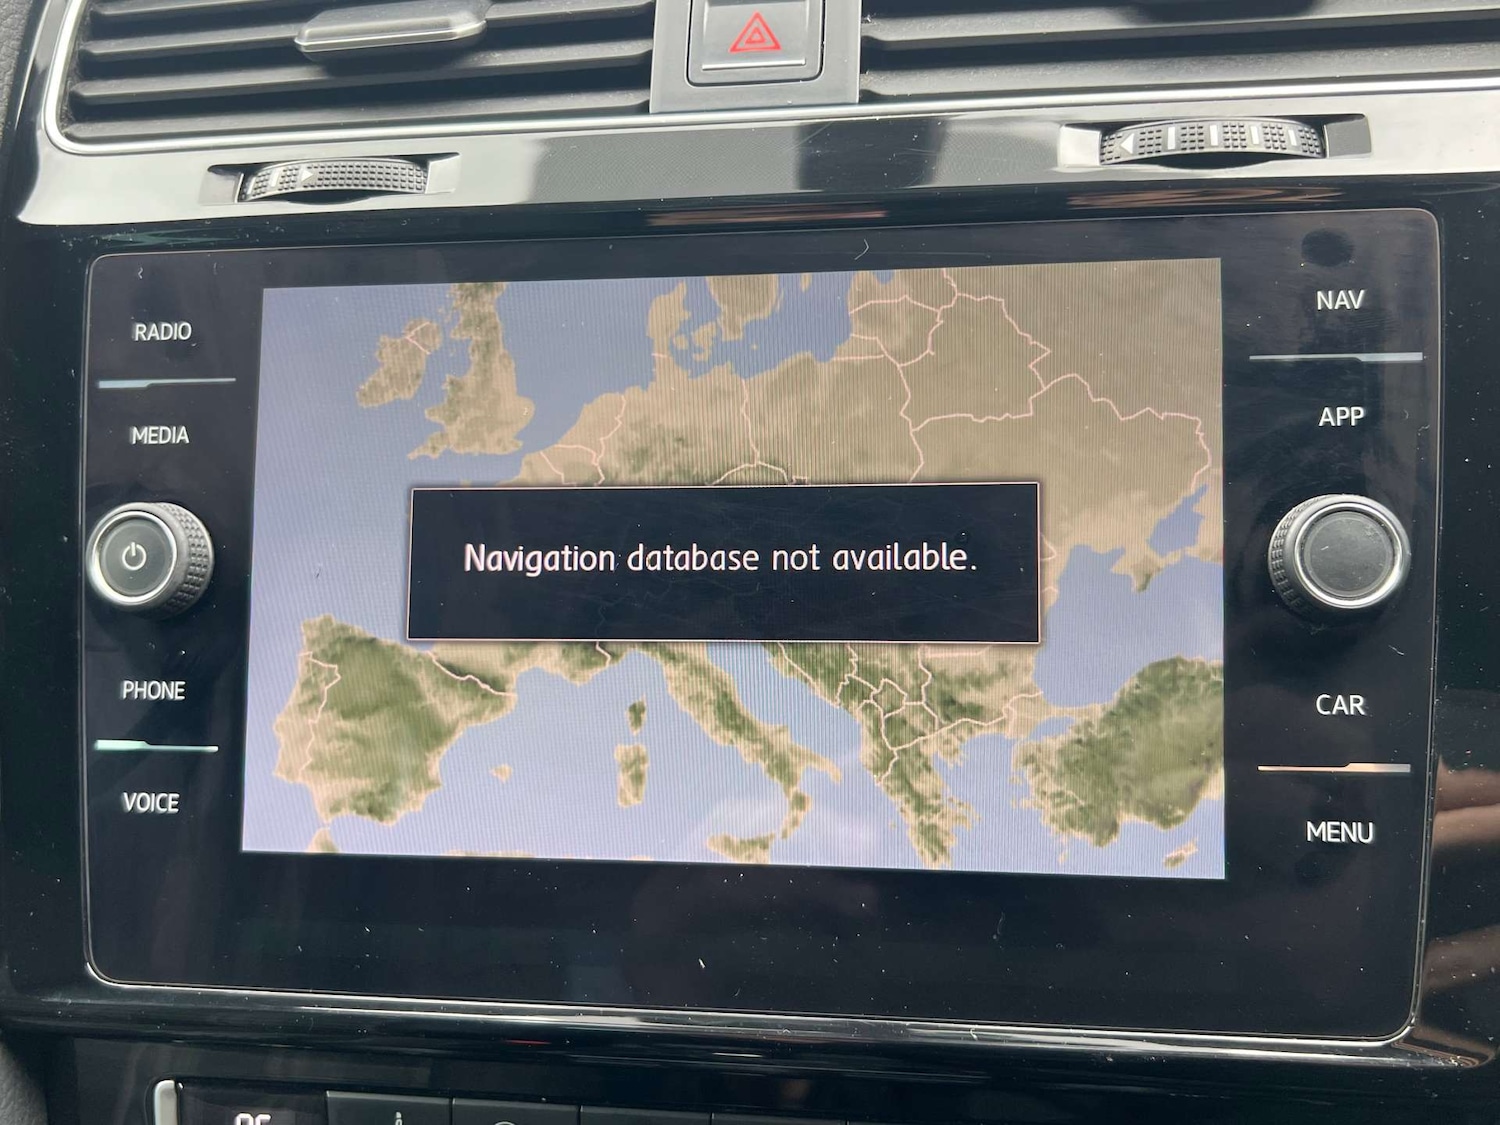 RADIO
MEDIA
PHONE
VOICE
Navigation database not available.
NAV
APP
CAR
MENU